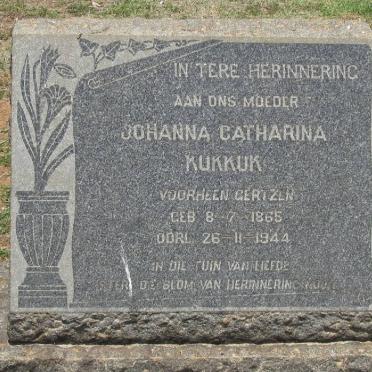 IN TERE HERINNERING
AAN ONS MOEDER
JOHANNA CATHARINA
KUKKUK
VOORHEEN GERTZEN
GEB 8-7-1865
OORL 26-11-1944
IN DIE TUIN VAN LIEFDE
STERF DIE BLOM VAN HERINNERING NOOIT